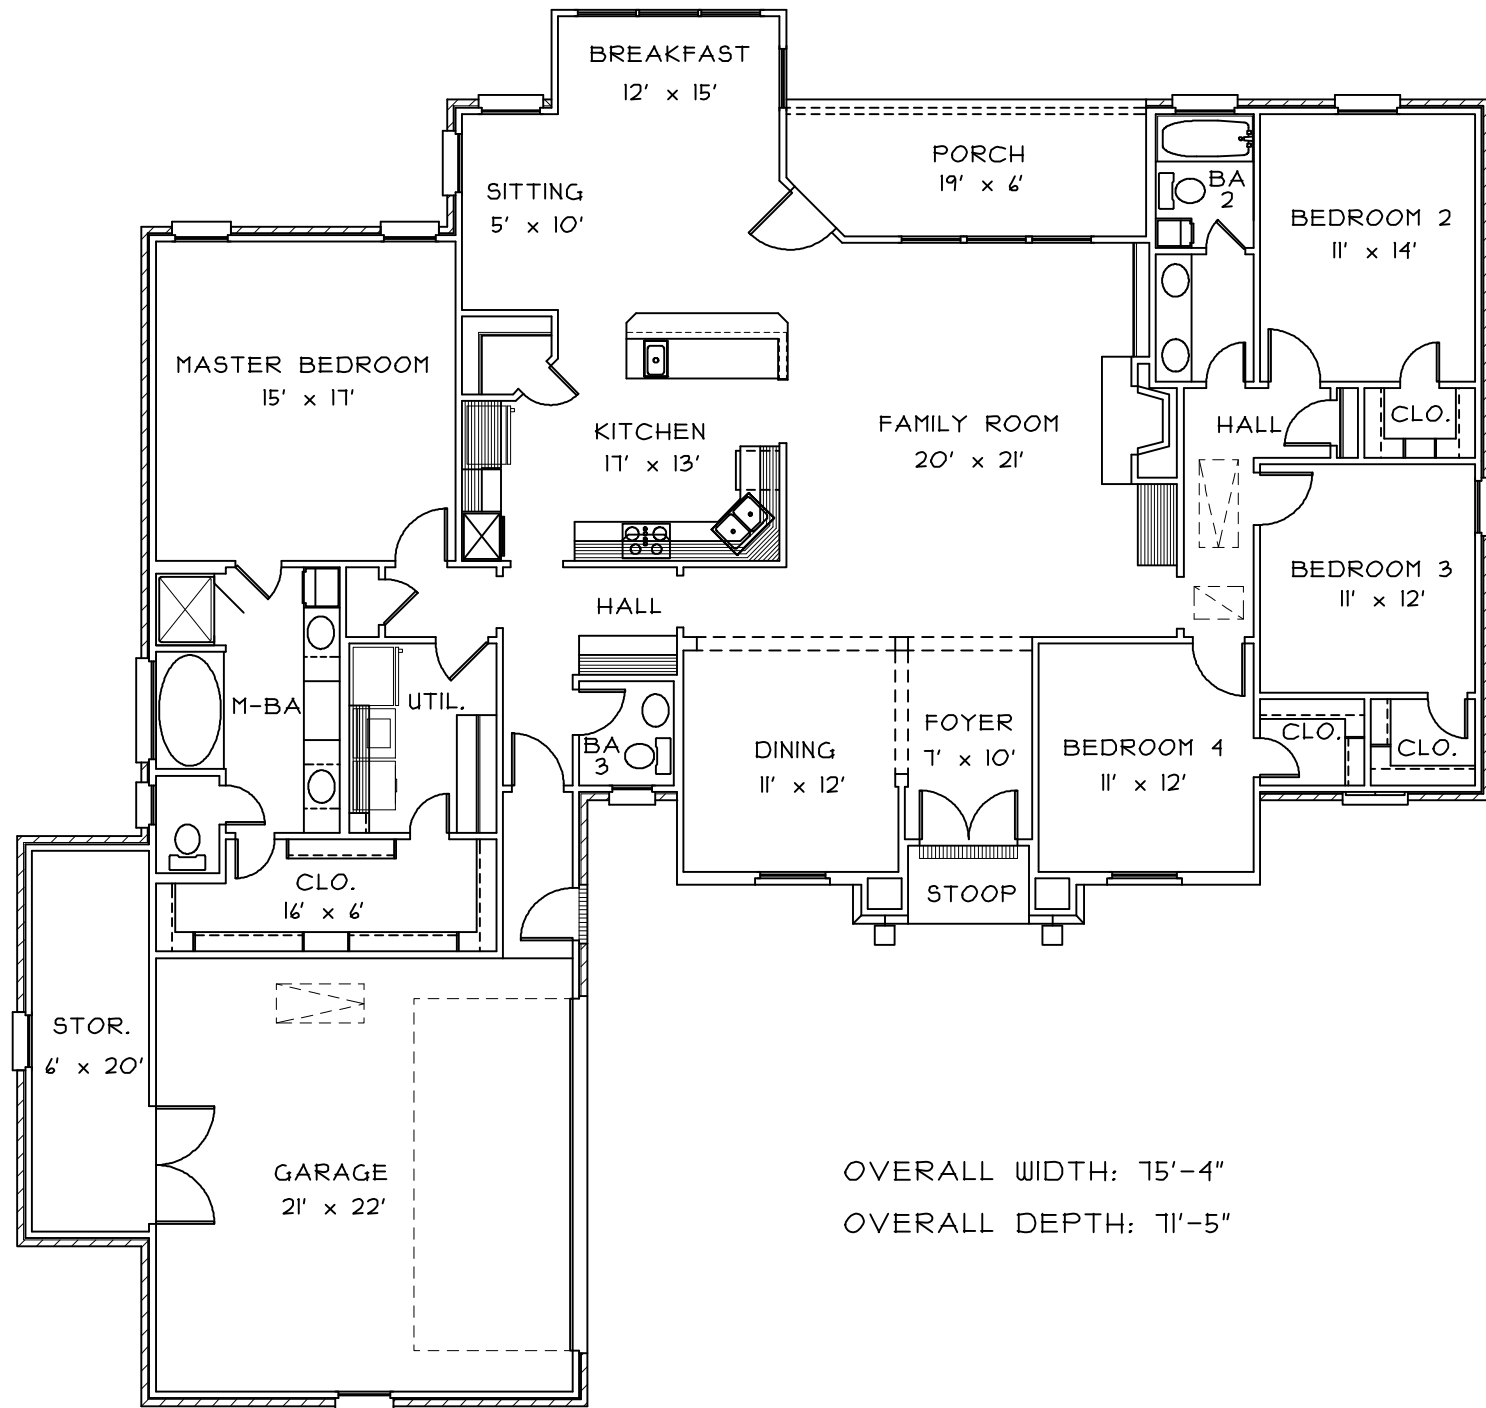 BREAKFAST
12' x 15'
PORCH
19' x 6'
SITTING
5' x 10'
BA
2
BEDROOM 2
11' x 14'
MASTER BEDROOM
15' x 17'
KITCHEN
17' x 13'
FAMILY ROOM
20' x 21'
HALL
CLO.
BEDROOM 3
11' x 12'
HALL
M-BA
UTIL.
BA
3
DINING
11' x 12'
FOYER
7' x 10'
BEDROOM 4
11' x 12'
CLO.
CLO.
CLO.
16' x 6'
STOOP
STOR.
6' x 20'
GARAGE
21' x 22'
OVERALL WIDTH: 75'-4"
OVERALL DEPTH: 71'-5"